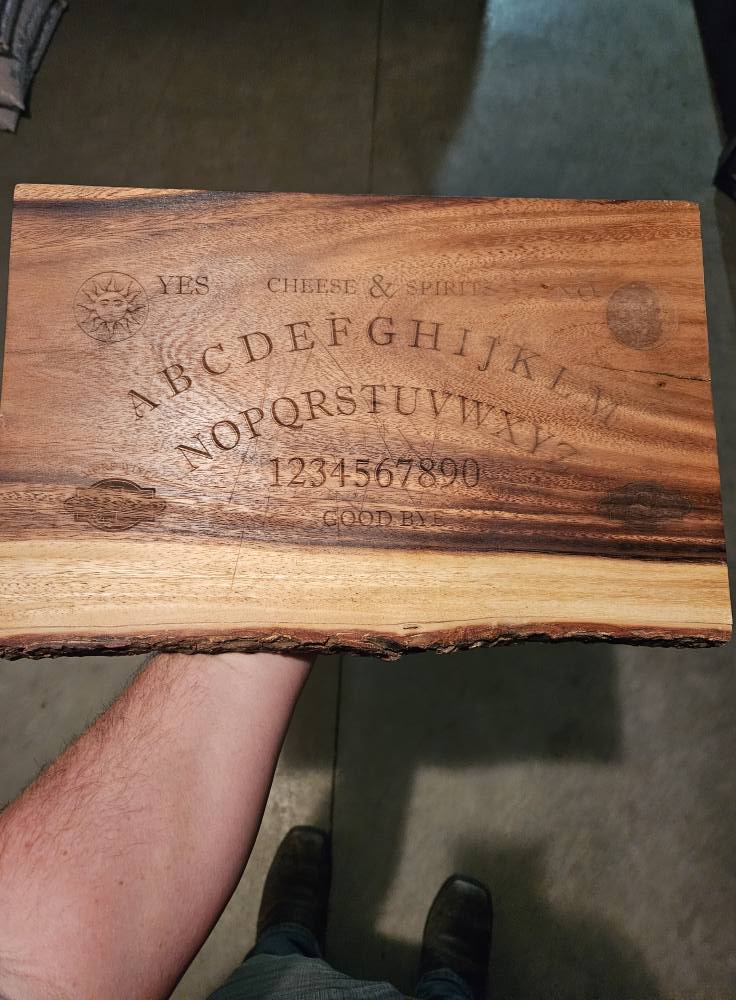 YES CHEESE & SPIRITS NO
ABCDEFGHIJKLM
NOPQRSTUVWXYZ
1234567890
GOOD BYE